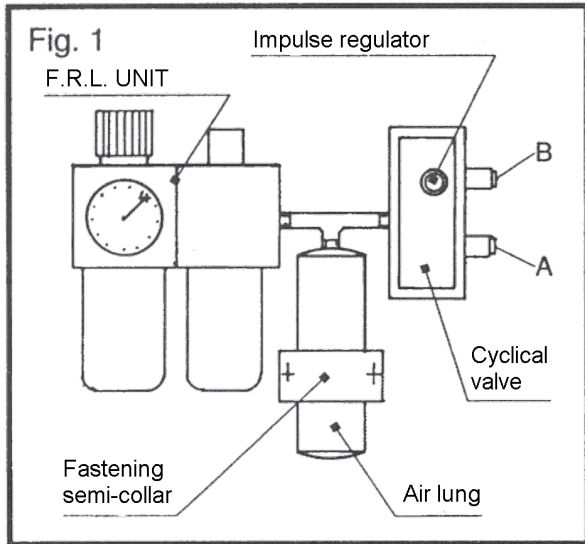 Fig. 1
Impulse regulator
F.R.L. UNIT
B
A
Cyclical
valve
Fastening
semi-collar
Air lung